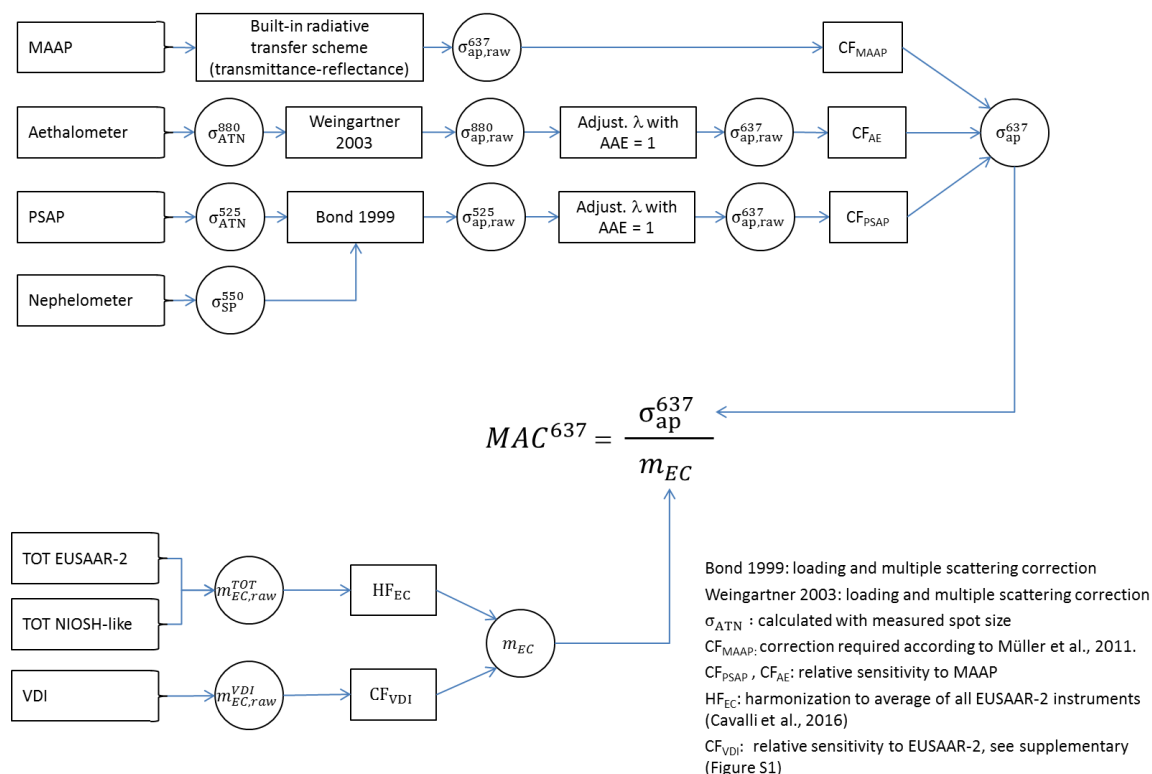 MAAP
Built-in radiative
transfer scheme
(transmittance-reflectance)
σ637ap,raw
CFMAAP
Aethalometer
σ880ATN
Weingartner
2003
σ880ap,raw
Adjust. λ with
AAE = 1
σ637ap,raw
CFAE
σ637ap
PSAP
σ525ATN
Bond 1999
σ525ap,raw
Adjust. λ with
AAE = 1
σ637ap,raw
CFPSAP
Nephelometer
σ550SP
MAC637 = σ637ap
mEC
TOT EUSAAR-2
TOT NIOSH-like
mTOTEC,raw
HFEC
VDI
mVDIEC,raw
CFVDI
mEC
Bond 1999: loading and multiple scattering correction
Weingartner 2003: loading and multiple scattering correction
σATN : calculated with measured spot size
CFMAAP: correction required according to Müller et al., 2011.
CFPSAP , CFAE: relative sensitivity to MAAP
HFEC: harmonization to average of all EUSAAR-2 instruments
(Cavalli et al., 2016)
CFVDI: relative sensitivity to EUSAAR-2, see supplementary
(Figure S1)